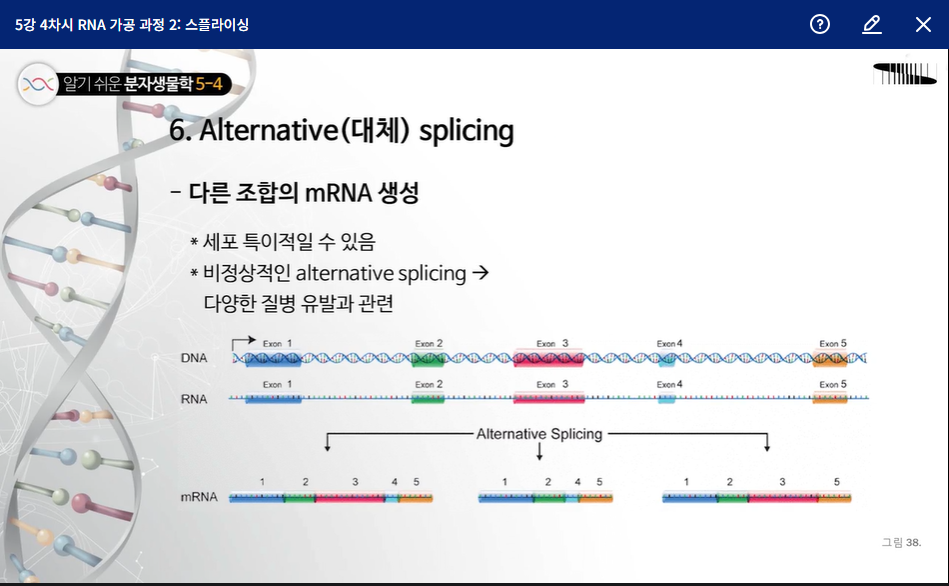 5강 4차시 RNA 가공 과정 2: 스플라이싱
알기 쉬운 분자생물학 5-4
6. Alternative(대체) splicing
– 다른 조합의 mRNA 생성
* 세포 특이적일 수 있음
* 비정상적인 alternative splicing →
다양한 질병 유발과 관련
Exon 1 Exon 2 Exon 3 Exon 4 Exon 5
DNA
Exon 1 Exon 2 Exon 3 Exon 4 Exon 5
RNA
Alternative Splicing
1 2 3 4 5 1 2 4 5 1 2 3 5
mRNA
그림 38.